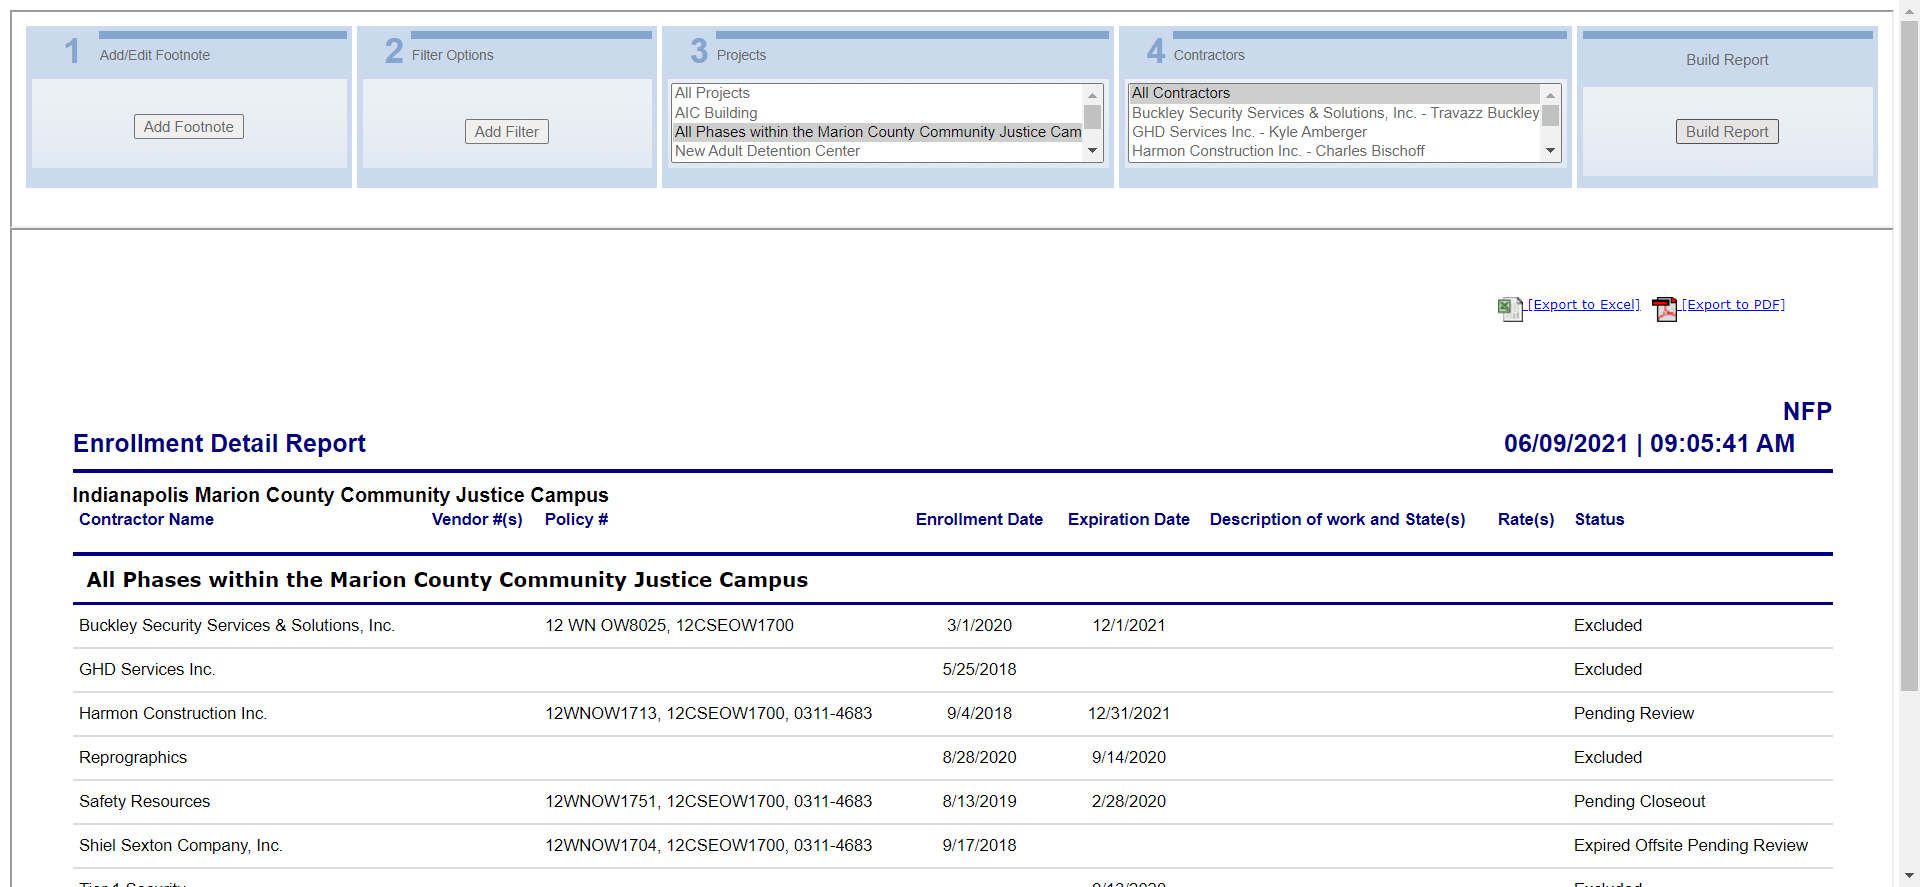 1 Add/Edit Footnote
Add Footnote
2 Filter Options
Add Filter
3 Projects
All Projects
AIC Building
All Phases within the Marion County Community Justice Cam
New Adult Detention Center
4 Contractors
All Contractors
Buckley Security Services & Solutions, Inc. - Travazz Buckley
GHD Services Inc. - Kyle Amberger
Harmon Construction Inc. - Charles Bischoff
Build Report
Build Report
[Export to Excel] [Export to PDF]
NFP
Enrollment Detail Report 06/09/2021 | 09:05:41 AM
Indianapolis Marion County Community Justice Campus
Contractor Name Vendor #(s) Policy # Enrollment Date Expiration Date Description of work and State(s) Rate(s) Status
All Phases within the Marion County Community Justice Campus
Buckley Security Services & Solutions, Inc. 12 WN OW8025, 12CSEOW1700 3/1/2020 12/1/2021 Excluded
GHD Services Inc. 5/25/2018 Excluded
Harmon Construction Inc. 12WNOW1713, 12CSEOW1700, 0311-4683 9/4/2018 12/31/2021 Pending Review
Reprographics 8/28/2020 9/14/2020 Excluded
Safety Resources 12WNOW1751, 12CSEOW1700, 0311-4683 8/13/2019 2/28/2020 Pending Closeout
Shiel Sexton Company, Inc. 12WNOW1704, 12CSEOW1700, 0311-4683 9/17/2018 Expired Offsite Pending Review
Tier 1 Security Excluded